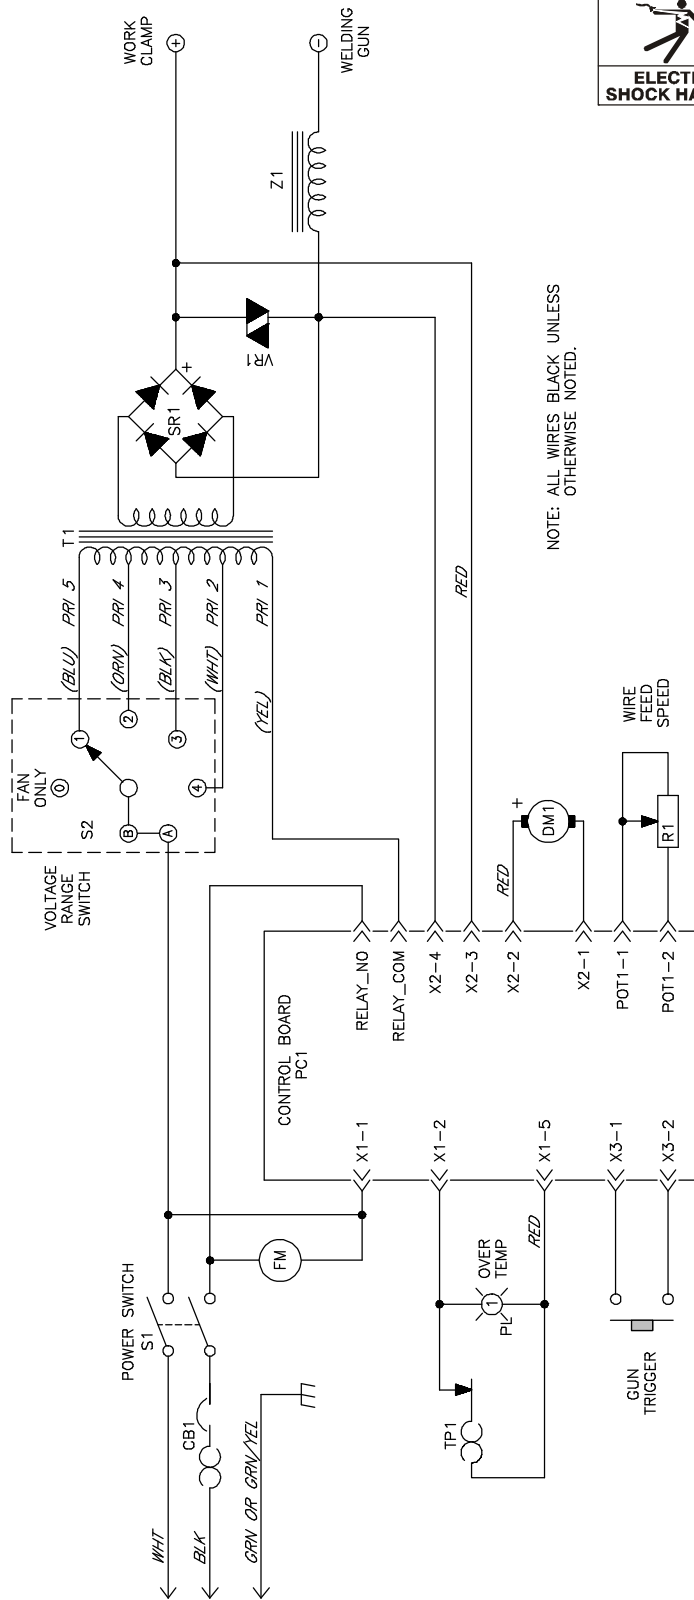 WHT
BLK
GRN OR GRN/YEL
CB1
POWER SWITCH
S1
FM
TP1
OVER
TEMP
1
PL
RED
GUN
TRIGGER
X1-1
X1-2
X1-5
X3-1
X3-2
CONTROL BOARD
PC1
RELAY_NO
RELAY_COM
X2-4
X2-3
X2-2
X2-1
POT1-1
POT1-2
VOLTAGE
RANGE
SWITCH
S2
FAN
ONLY
0
1
2
3
4
B
A
(BLU) PRI 5
(ORN) PRI 4
(BLK) PRI 3
(WHT) PRI 2
(YEL) PRI 1
T1
RED
DM1
+
WIRE
FEED
SPEED
R1
RED
SR1
+
VR1
Z1
WORK
CLAMP
+
-
WELDING
GUN
NOTE: ALL WIRES BLACK UNLESS
OTHERWISE NOTED.
ELECT
SHOCK HA